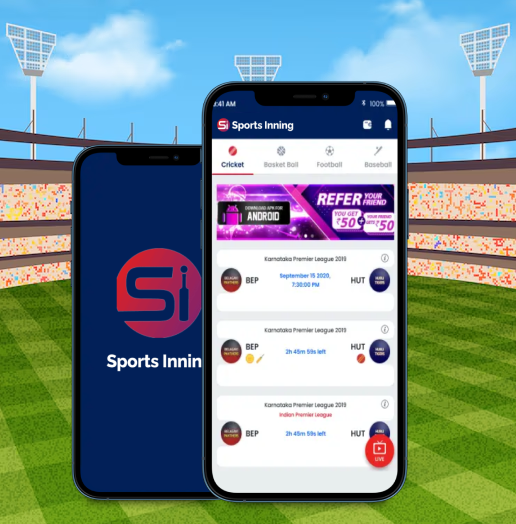 Si
Sports Innin
9:41 AM
100%
Si Sports Inning
Cricket Basket Ball Football Baseball
DOWNLOAD APK FOR
ANDROID
REFER YOUR FRIEND
YOU GET
₹50
+
YOUR FRIEND
GETS ₹50
Karnataka Premier League 2019
BEP
September 15 2020,
7:30:00 PM
HUT
Karnataka Premier League 2019
BEP
2h 45m 59s left
HUT
Karnataka Premier League 2019
Indian Premier League
BEP
2h 45m 59s left
HUT
LIVE